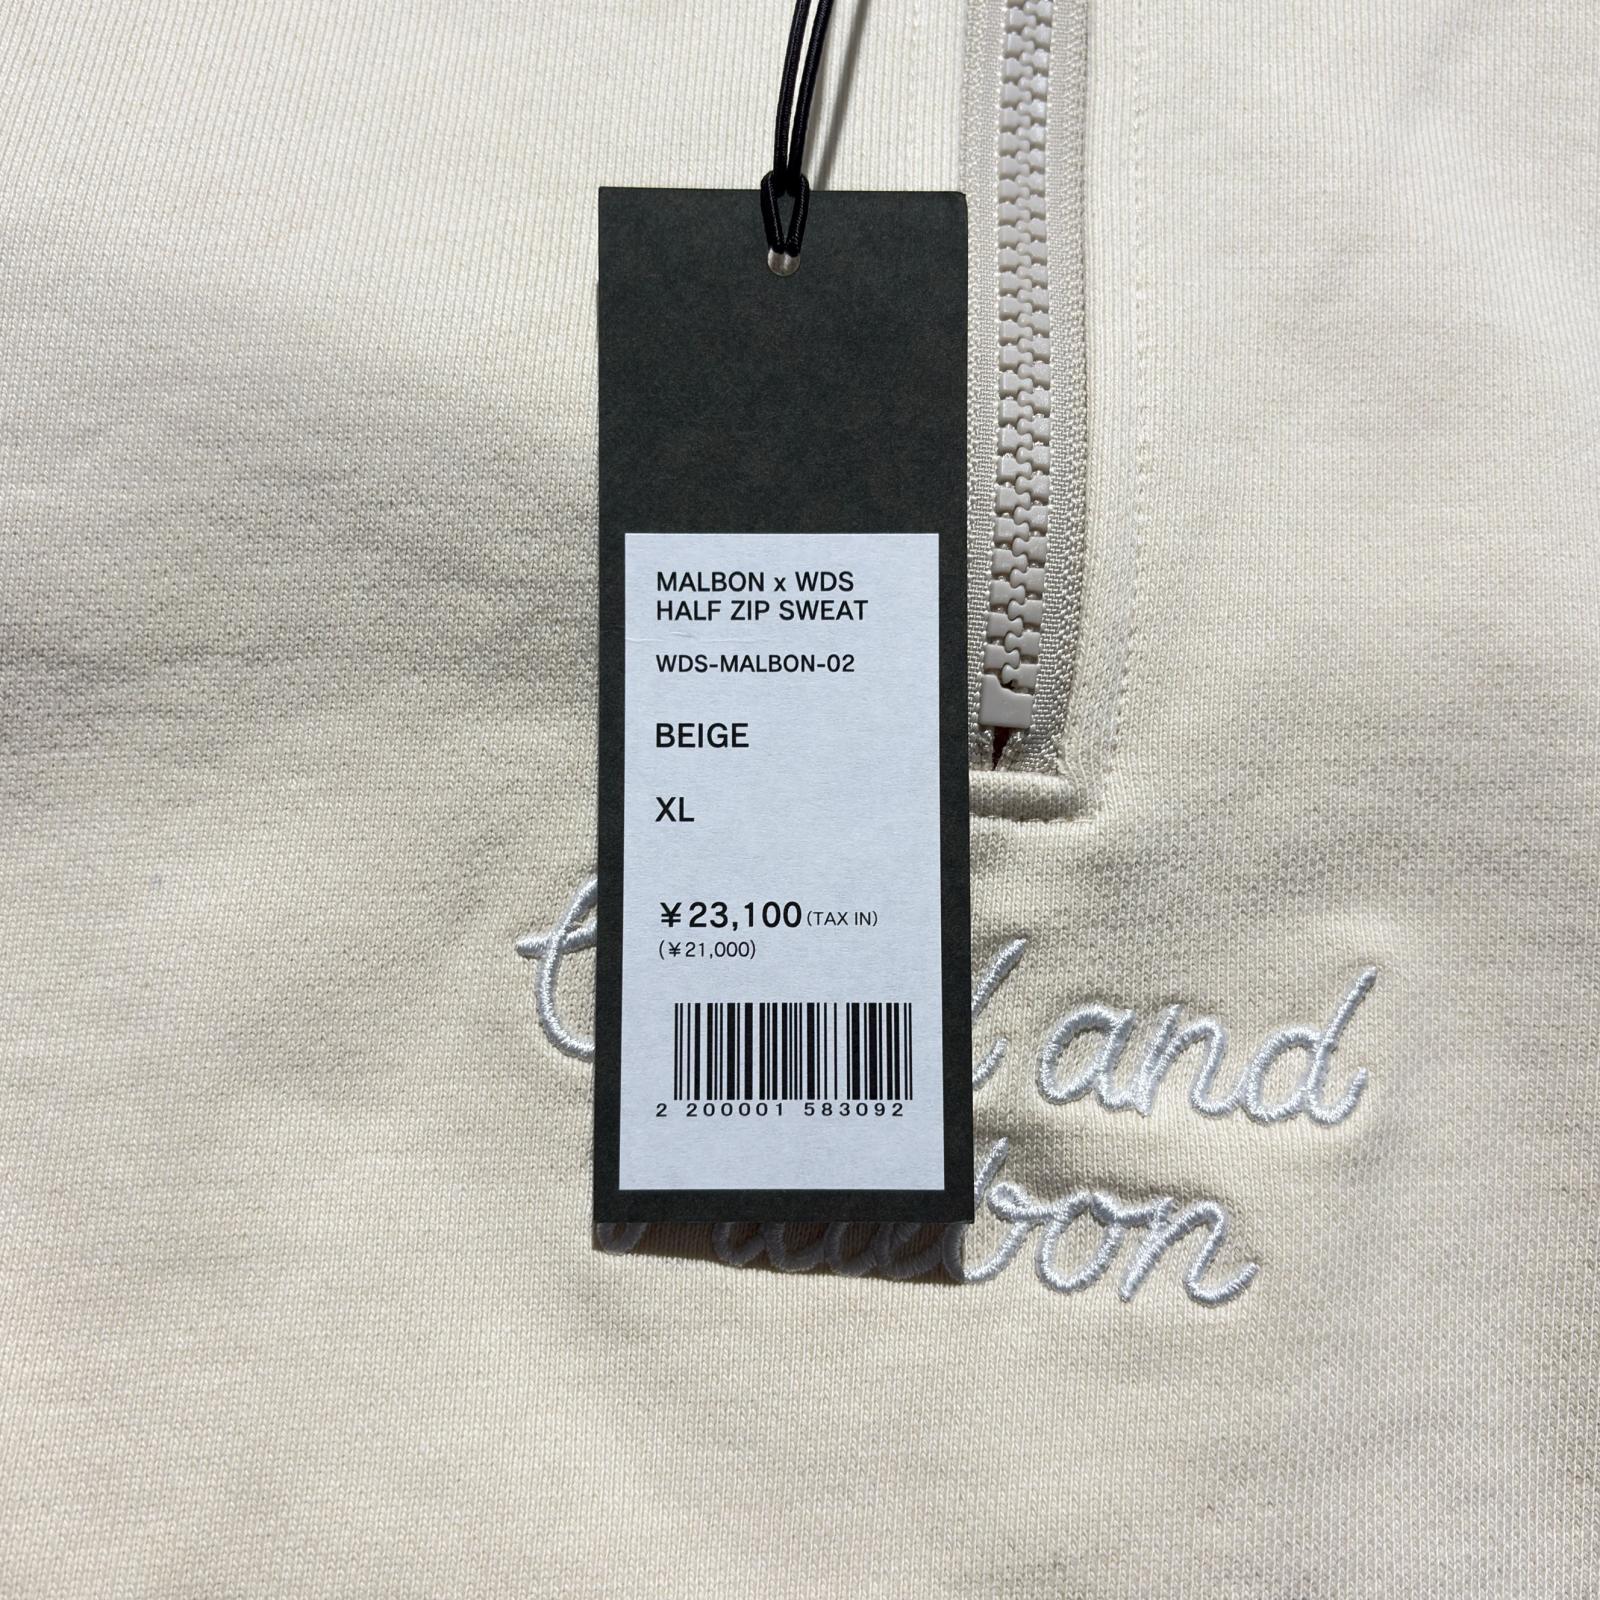 MALBON x WDS
HALF ZIP SWEAT
WDS-MALBON-02
BEIGE
XL
￥23,100(TAX IN)
(￥21,000)
2 200001 583092
and